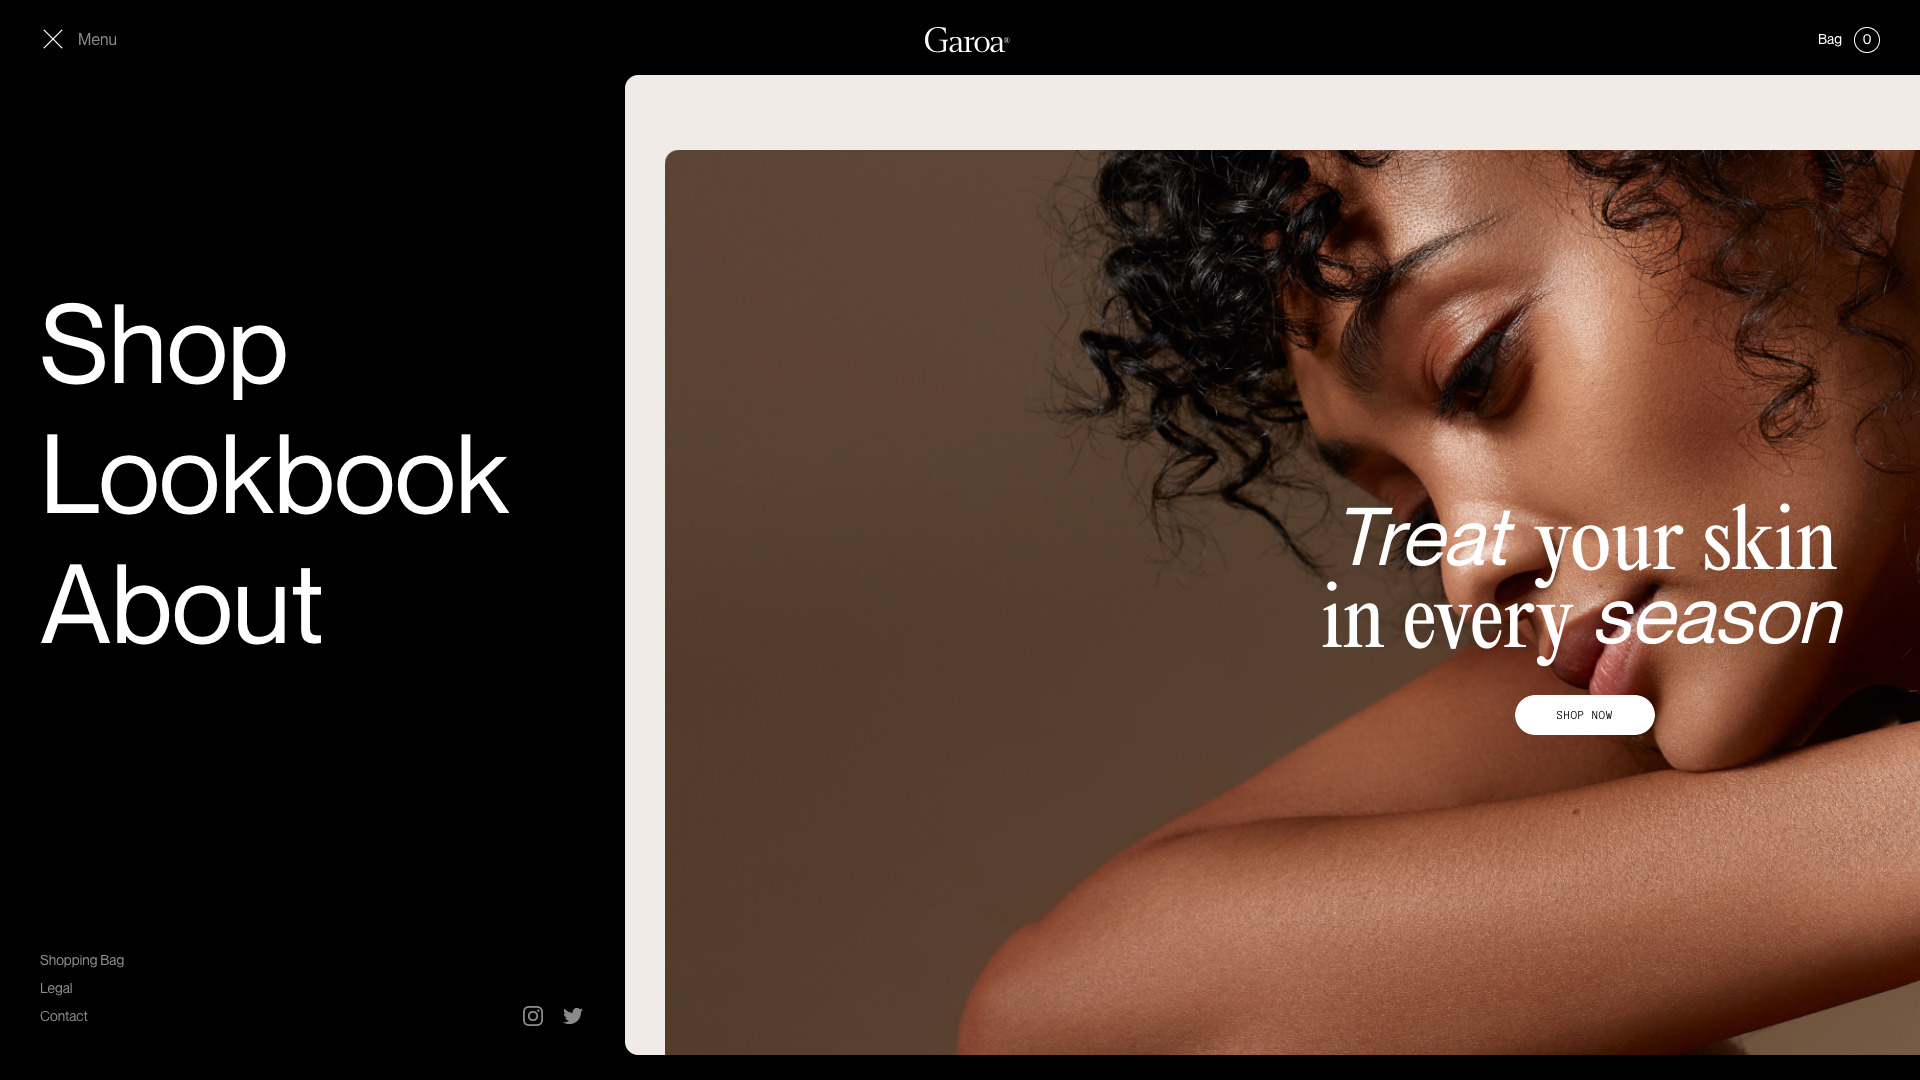 Menu
Garoa®
Bag 0
Shop
Lookbook
About
Treat your skin
in every season
SHOP NOW
Shopping Bag
Legal
Contact